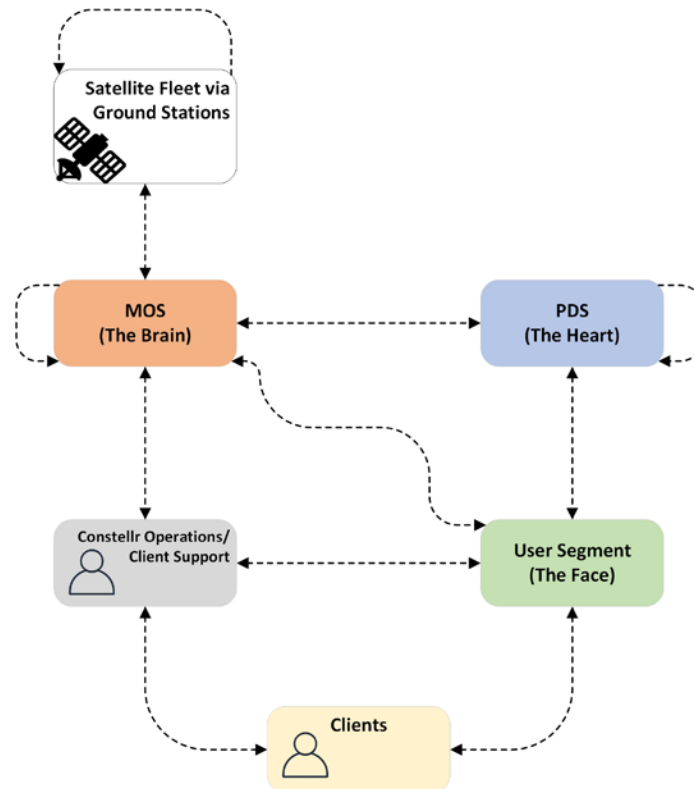 Satellite Fleet via
Ground Stations
MOS
(The Brain)
PDS
(The Heart)
Constellr Operations/
Client Support
User Segment
(The Face)
Clients